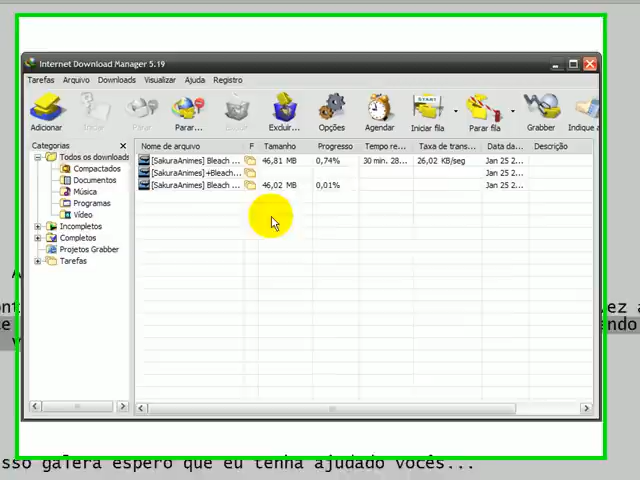 Internet Download Manager 5.19
Tarefas Arquivo Downloads Visualizar Ajuda Registro
Adicionar Iniciar Parar Parar... Excluir Excluir... Opções Agendar Iniciar fila Parar fila Grabber Indique a
Categorias
Nome de arquivo F Tamanho Progresso Tempo re... Taxa de trans... Data da... Descrição
Todos os downloads
[SakuraAnimes] Bleach ... 46,81 MB 0,74% 30 min. 28... 26,02 KB/seg Jan 25 2...
Compactados
[SakuraAnimes] +Bleach... Jan 25 2...
Documentos
[SakuraAnimes] Bleach ... 46,02 MB 0,01% Jan 25 2...
Música
Programas
Vídeo
Incompletos
Completos
Projetos Grabber
Tarefas
sso galera espero que eu tenha ajudado vocês...